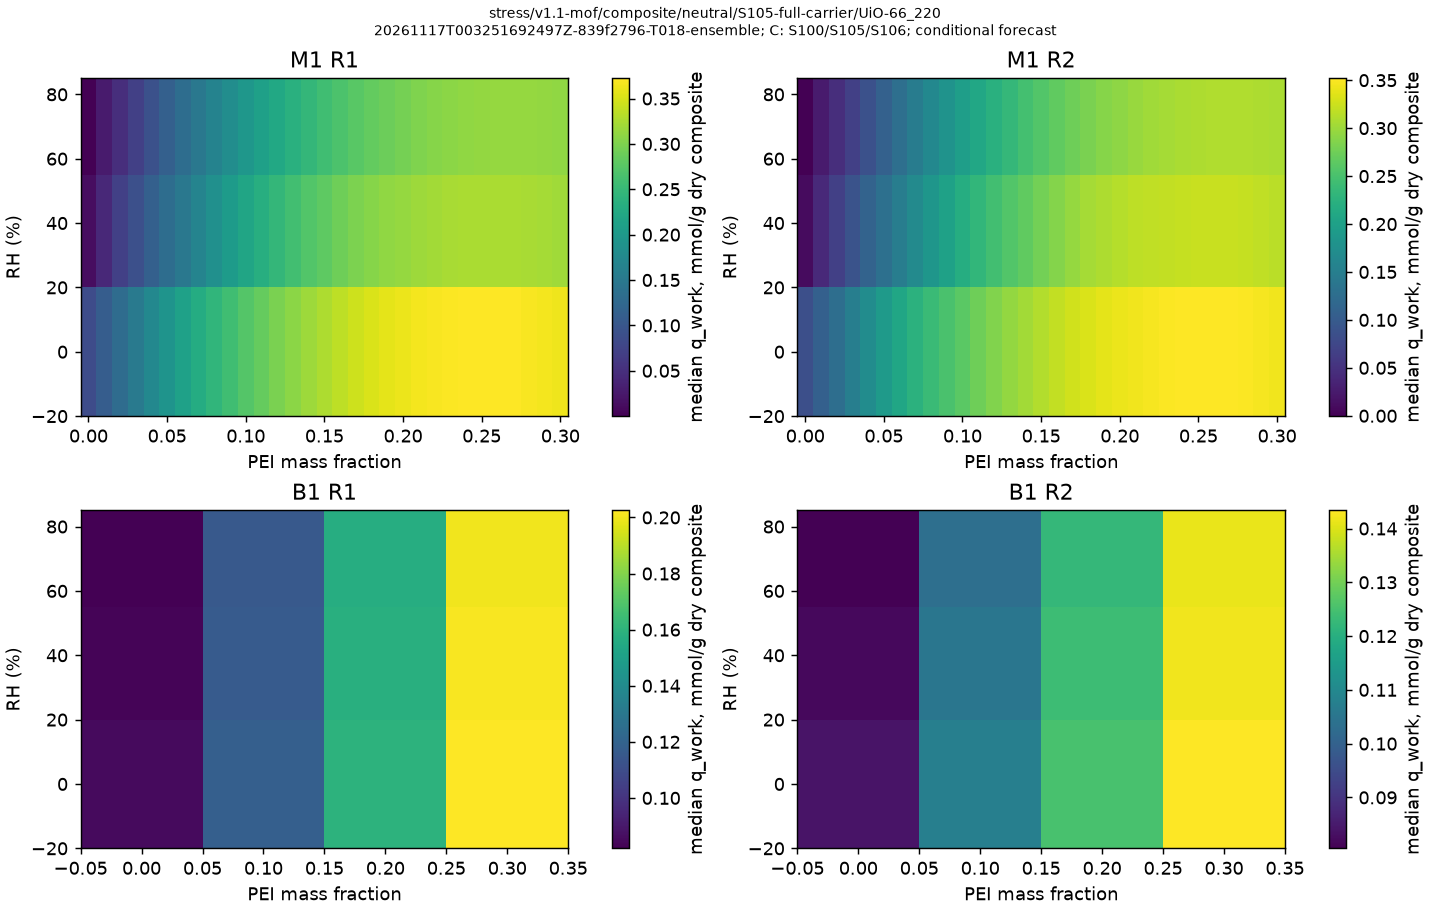 stress/v1.1-mof/composite/neutral/S105-full-carrier/UiO-66_220
20261117T003251692497Z-839f2796-T018-ensemble; C: S100/S105/S106; conditional forecast
M1 R1
80
60
40
20
0
−20
RH (%)
0.00 0.05 0.10 0.15 0.20 0.25 0.30
PEI mass fraction
0.35
0.30
0.25
0.20
0.15
0.10
0.05
median q_work, mmol/g dry composite
M1 R2
80
60
40
20
0
−20
RH (%)
0.00 0.05 0.10 0.15 0.20 0.25 0.30
PEI mass fraction
0.35
0.30
0.25
0.20
0.15
0.10
0.05
0.00
median q_work, mmol/g dry composite
B1 R1
80
60
40
20
0
−20
RH (%)
−0.05 0.00 0.05 0.10 0.15 0.20 0.25 0.30 0.35
PEI mass fraction
0.20
0.18
0.16
0.14
0.12
0.10
median q_work, mmol/g dry composite
B1 R2
80
60
40
20
0
−20
RH (%)
−0.05 0.00 0.05 0.10 0.15 0.20 0.25 0.30 0.35
PEI mass fraction
0.14
0.13
0.12
0.11
0.10
0.09
median q_work, mmol/g dry composite